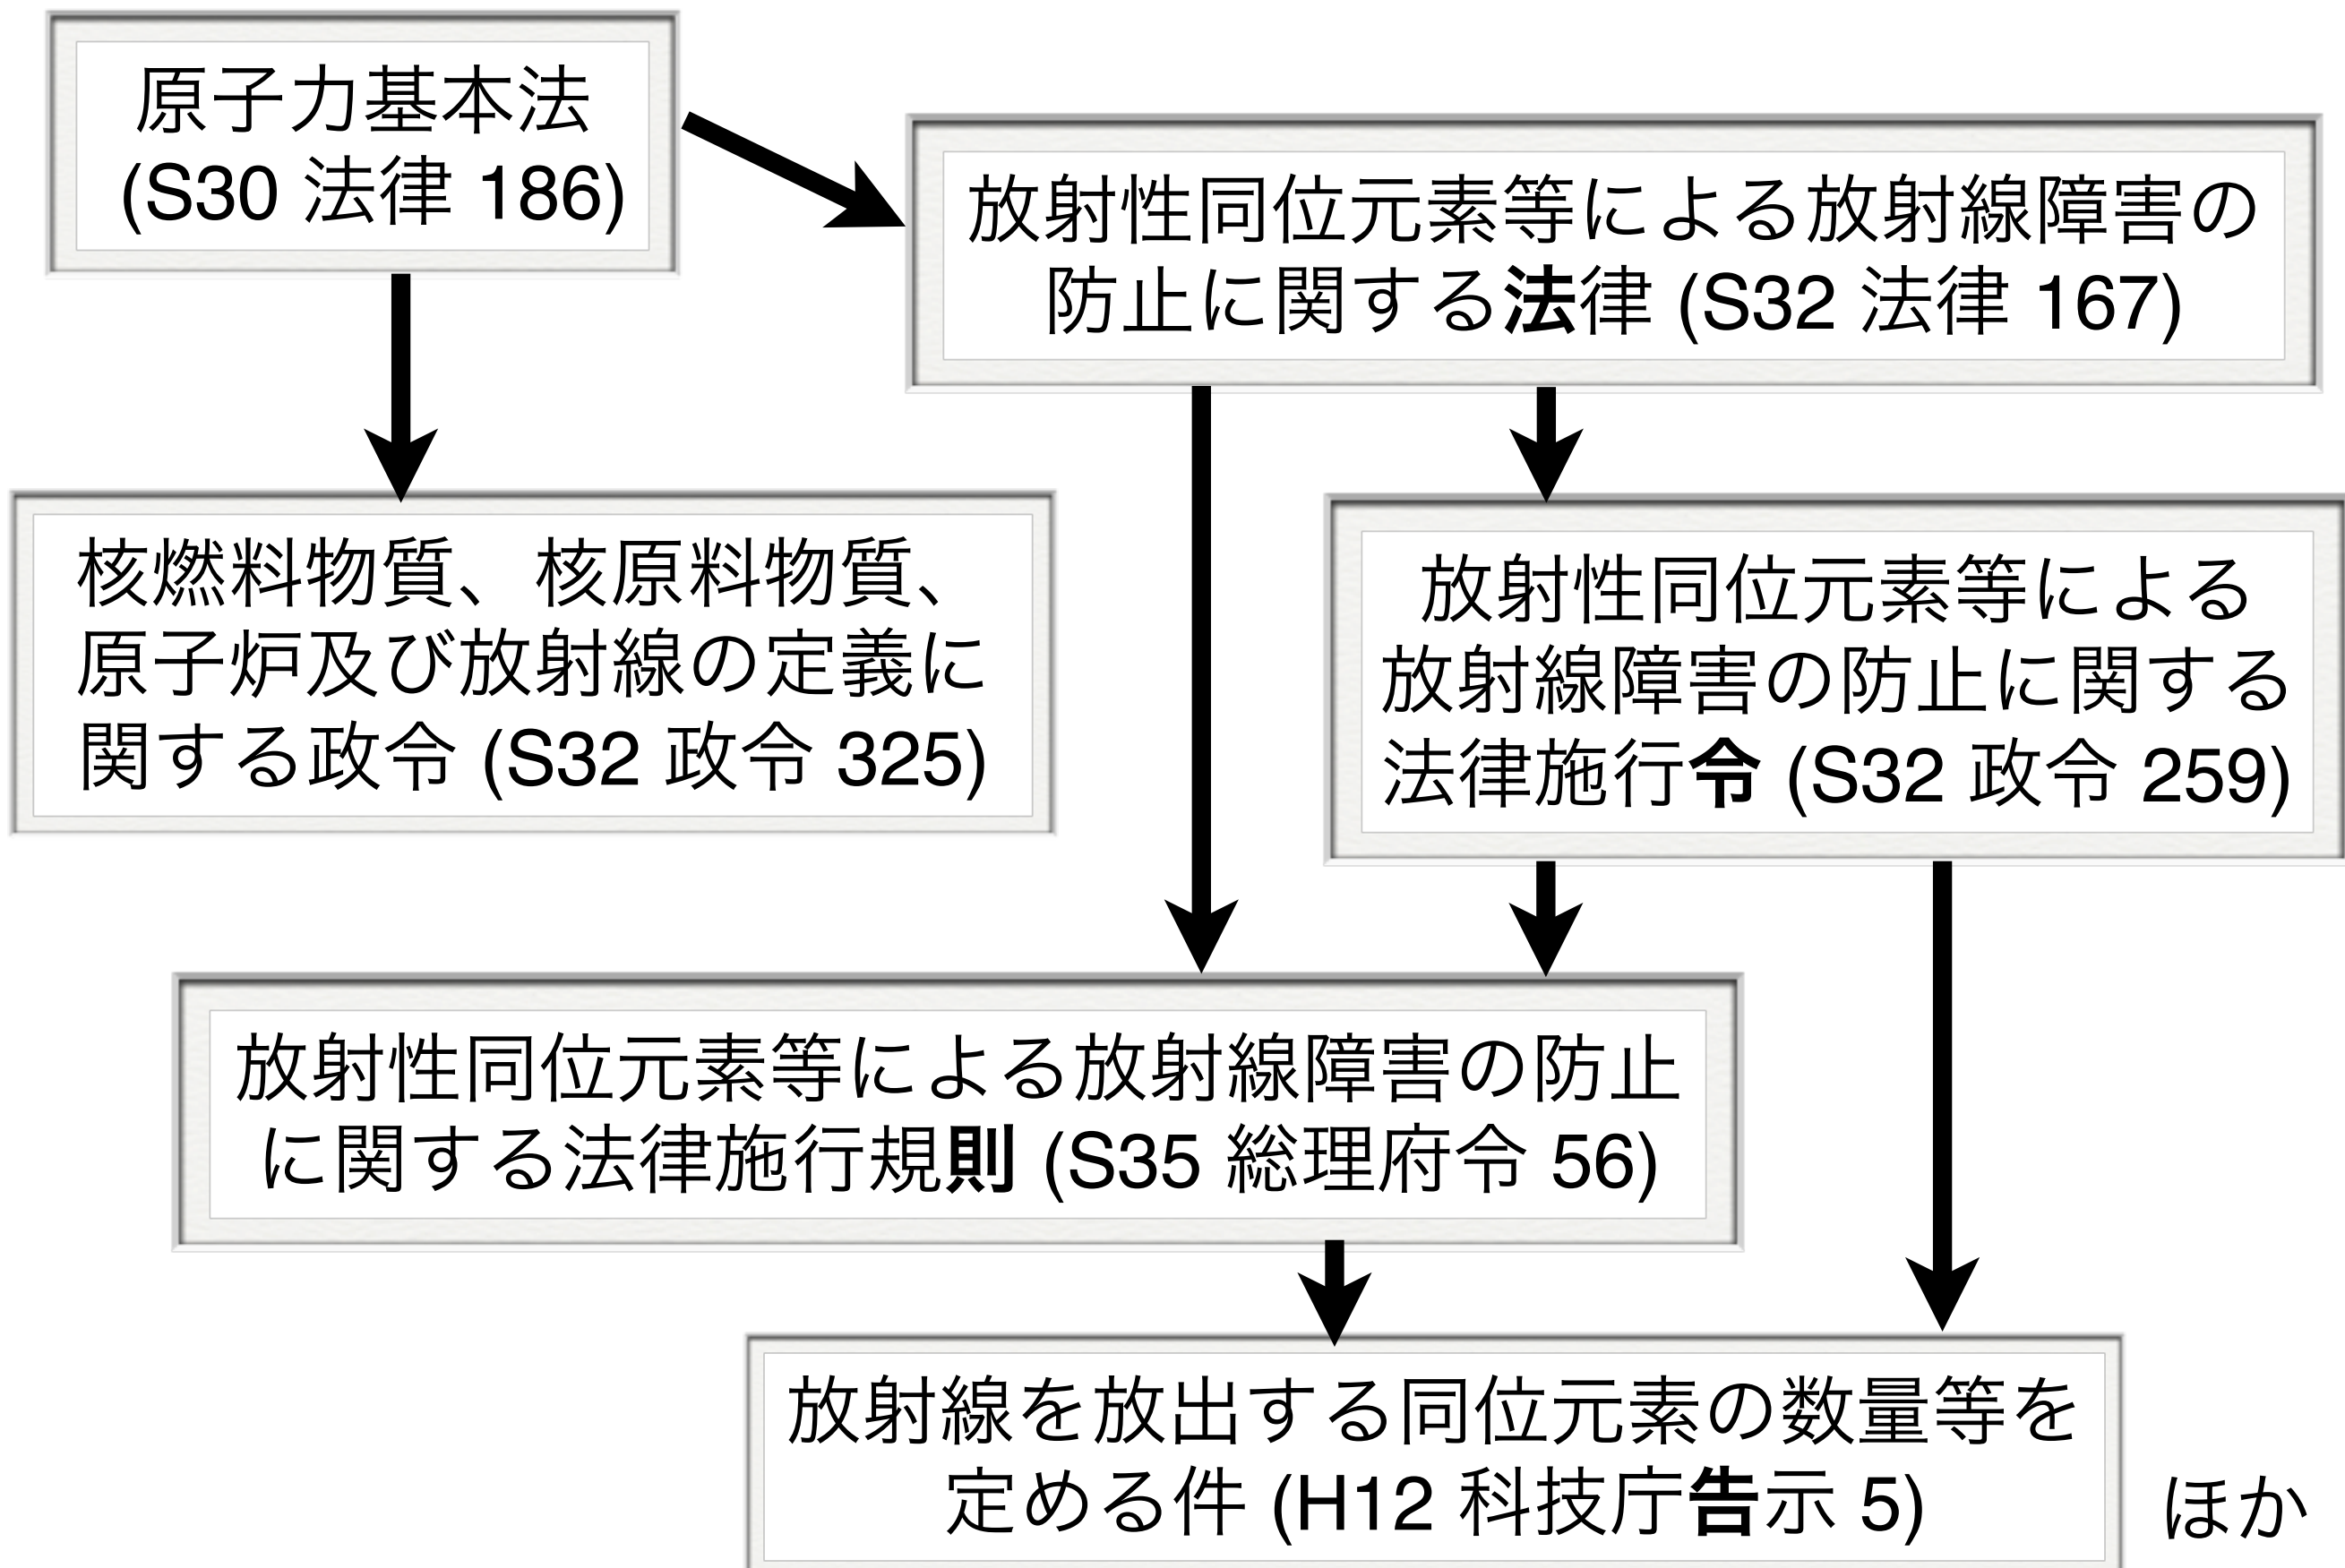 原子力基本法
(S30 法律 186)
放射性同位元素等による放射線障害の
防止に関する法律 (S32 法律 167)
核燃料物質、核原料物質、
原子炉及び放射線の定義に
関する政令 (S32 政令 325)
放射性同位元素等による
放射線障害の防止に関する
法律施行令 (S32 政令 259)
放射性同位元素等による放射線障害の防止
に関する法律施行規則 (S35 総理府令 56)
放射線を放出する同位元素の数量等を
定める件 (H12 科技庁告示 5)
ほか